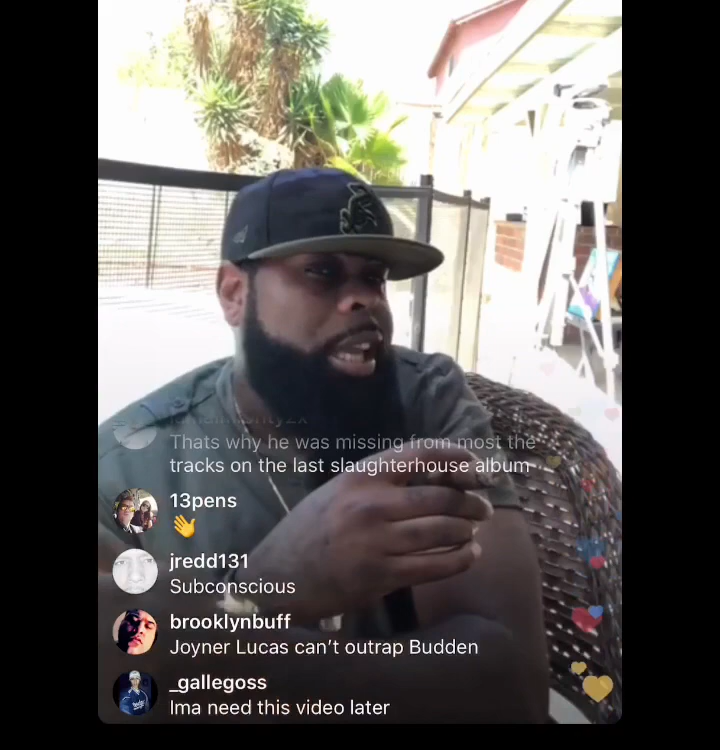 Thats why he was missing from most the
tracks on the last slaughterhouse album
13pens
👋
jredd131
Subconscious
brooklynbuff
Joyner Lucas can't outrap Budden
_gallegoss
Ima need this video later